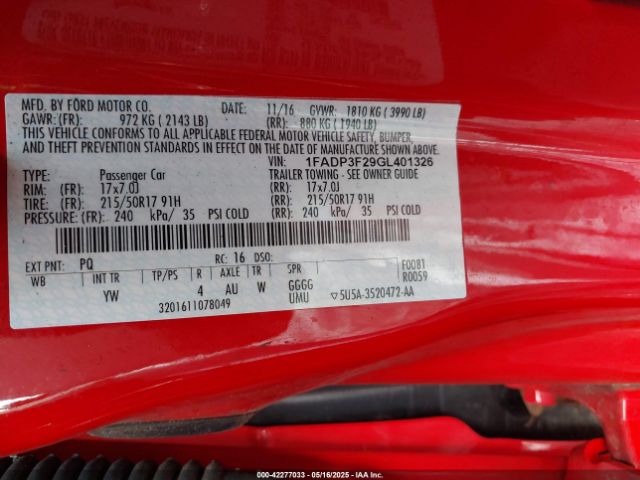 MFD. BY FORD MOTOR CO. DATE: 11/16 GVWR: 1810 KG ( 3990 LB)
GAWR: (FR): 972 KG ( 2143 LB) (RR): 880 KG ( 1940 LB)
THIS VEHICLE CONFORMS TO ALL APPLICABLE FEDERAL MOTOR VEHICLE SAFETY, BUMPER,
AND THEFT PREVENTION STANDARDS IN EFFECT ON THE DATE OF MANUFACTURE SHOWN ABOVE.
VIN: 1FADP3F29GL401326
TYPE: Passenger Car TRAILER TOWING - SEE OWNER GUIDE
RIM: (FR) 17x7.0J (RR): 17x7.0J
TIRE: (FR) 215/50R17 91H (RR): 215/50R17 91H
PRESSURE: (FR) 240 kPa/ 35 PSI COLD (RR): 240 kPa/ 35 PSI COLD
EXT PNT: PQ RC: 16 DSO: F0081
WB INT TR TP/PS R AXLE TR SPR R0059
YW 4 AU W GGGG
3201611078049 UMU ▽5U5A-3520472-AA
000-42277033 - 05/16/2025 - IAA, INC.